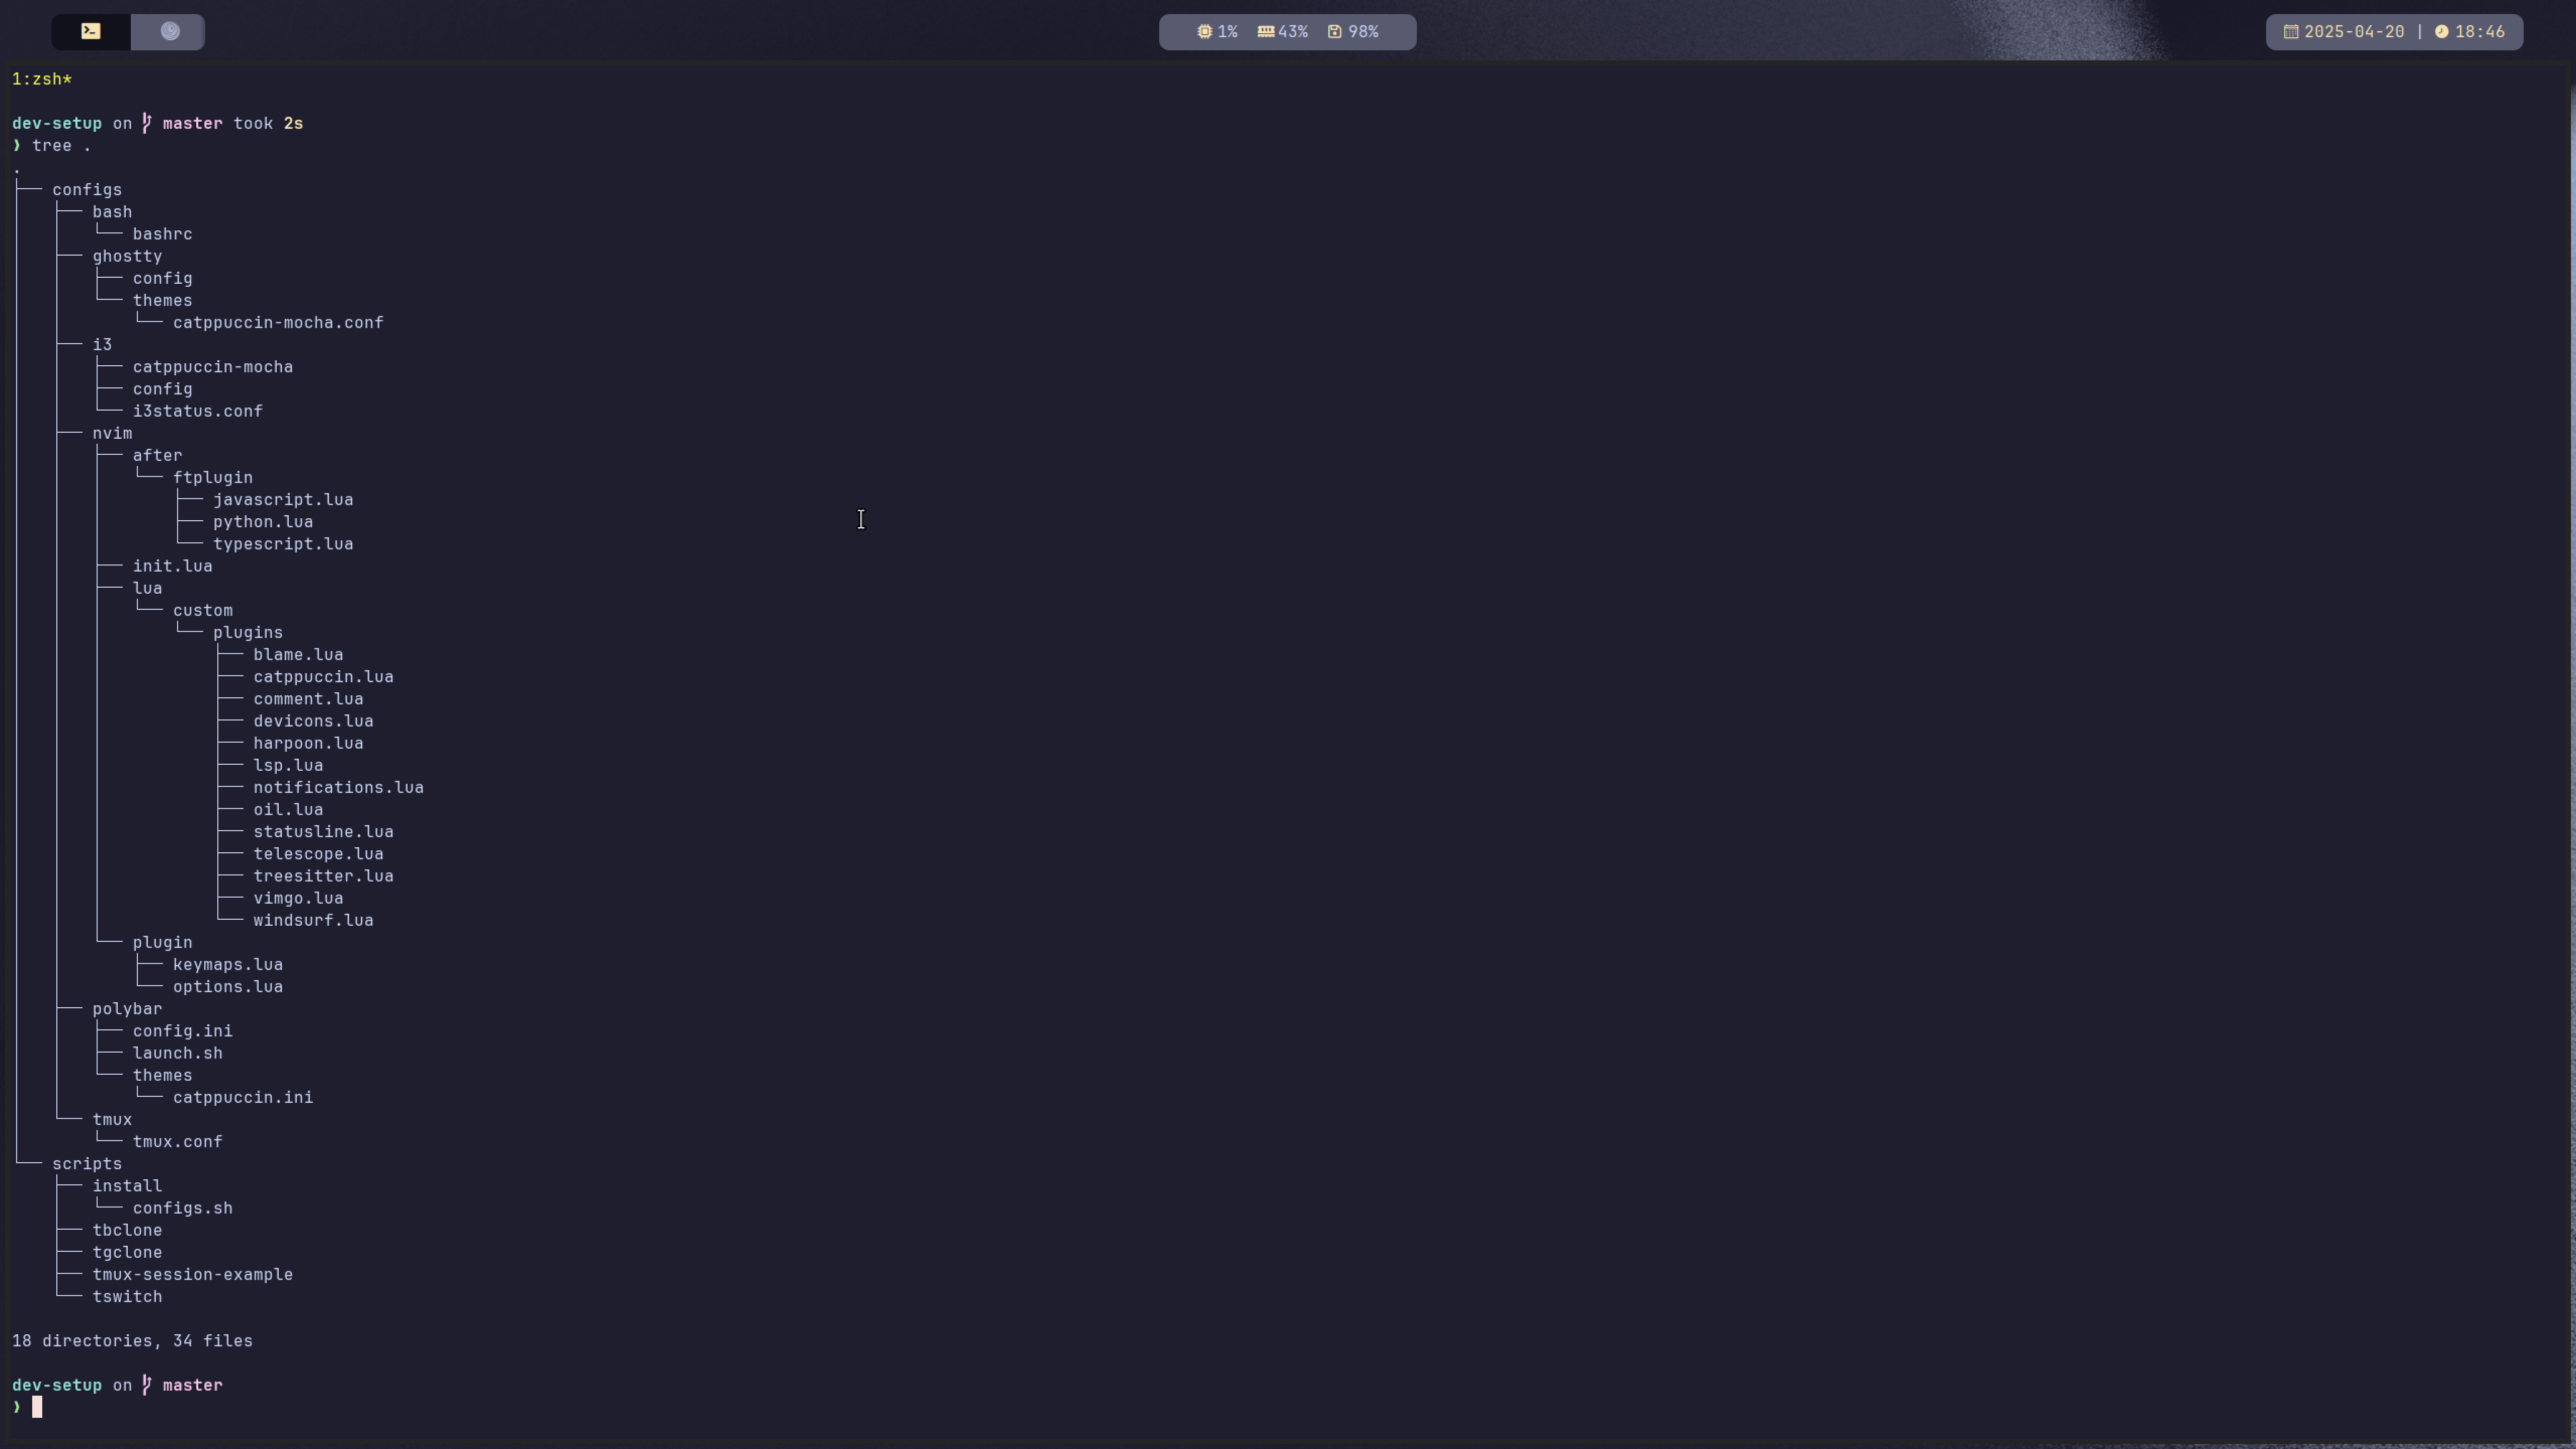 1% 43% 98%
2025-04-20 | 18:46
1:zsh*
dev-setup on master took 2s
❯ tree .
.
├── configs
│   ├── bash
│   │   └── bashrc
│   ├── ghostty
│   │   ├── config
│   │   └── themes
│   │       └── catppuccin-mocha.conf
│   ├── i3
│   │   ├── catppuccin-mocha
│   │   ├── config
│   │   └── i3status.conf
│   ├── nvim
│   │   ├── after
│   │   │   └── ftplugin
│   │   │       ├── javascript.lua
│   │   │       ├── python.lua
│   │   │       └── typescript.lua
│   │   ├── init.lua
│   │   ├── lua
│   │   │   └── custom
│   │   │       └── plugins
│   │   │           ├── blame.lua
│   │   │           ├── catppuccin.lua
│   │   │           ├── comment.lua
│   │   │           ├── devicons.lua
│   │   │           ├── harpoon.lua
│   │   │           ├── lsp.lua
│   │   │           ├── notifications.lua
│   │   │           ├── oil.lua
│   │   │           ├── statusline.lua
│   │   │           ├── telescope.lua
│   │   │           ├── treesitter.lua
│   │   │           ├── vimgo.lua
│   │   │           └── windsurf.lua
│   │   └── plugin
│   │       ├── keymaps.lua
│   │       └── options.lua
│   ├── polybar
│   │   ├── config.ini
│   │   ├── launch.sh
│   │   └── themes
│   │       └── catppuccin.ini
│   └── tmux
│       └── tmux.conf
└── scripts
    ├── install
    │   └── configs.sh
    ├── tbclone
    ├── tgclone
    ├── tmux-session-example
    └── tswitch
18 directories, 34 files
dev-setup on master
❯